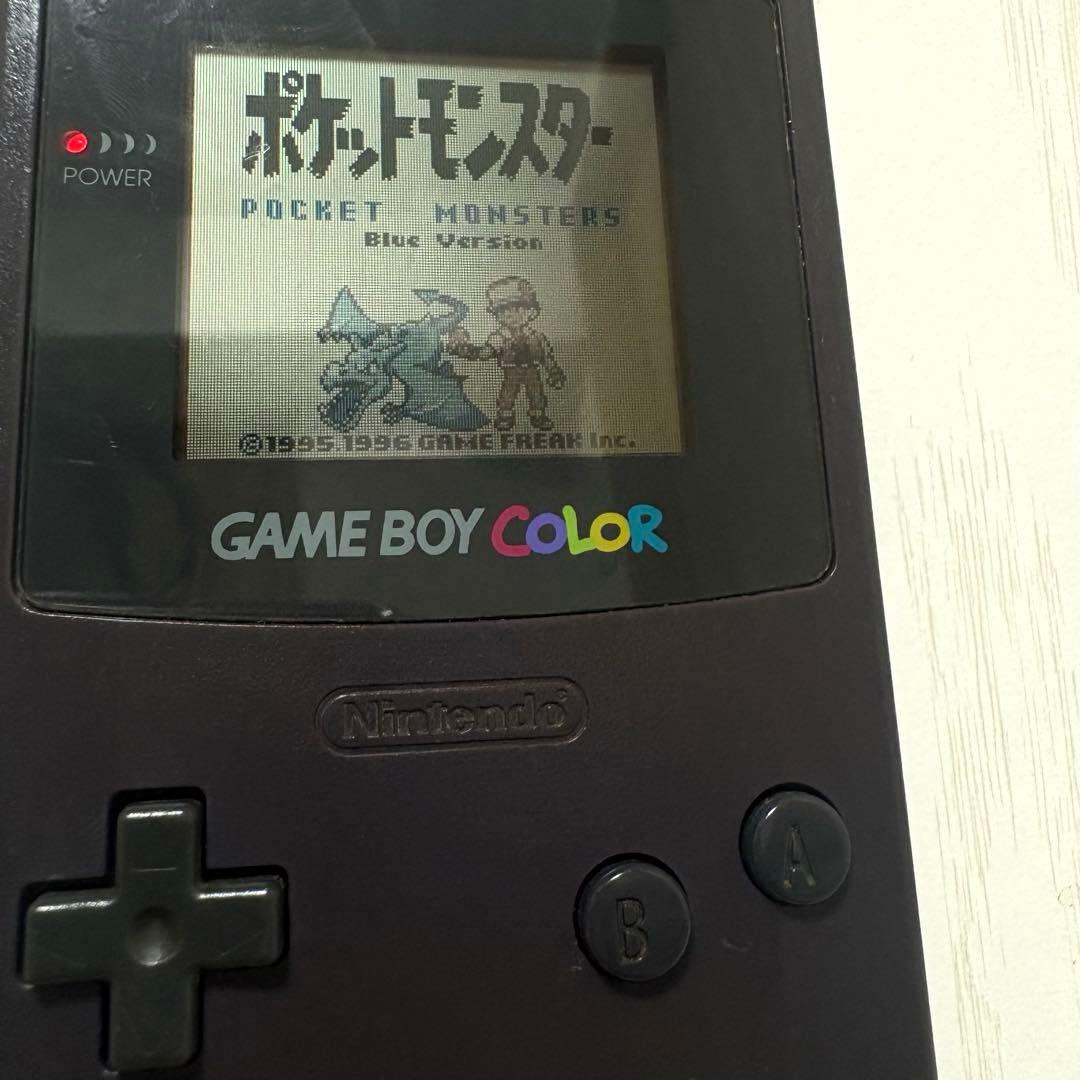 ポケットモンスター
POWER
POCKET MONSTERS
Blue Version
©1995.1996 GAME FREAK Inc.
GAME BOY COLOR
Nintendo®
A
B